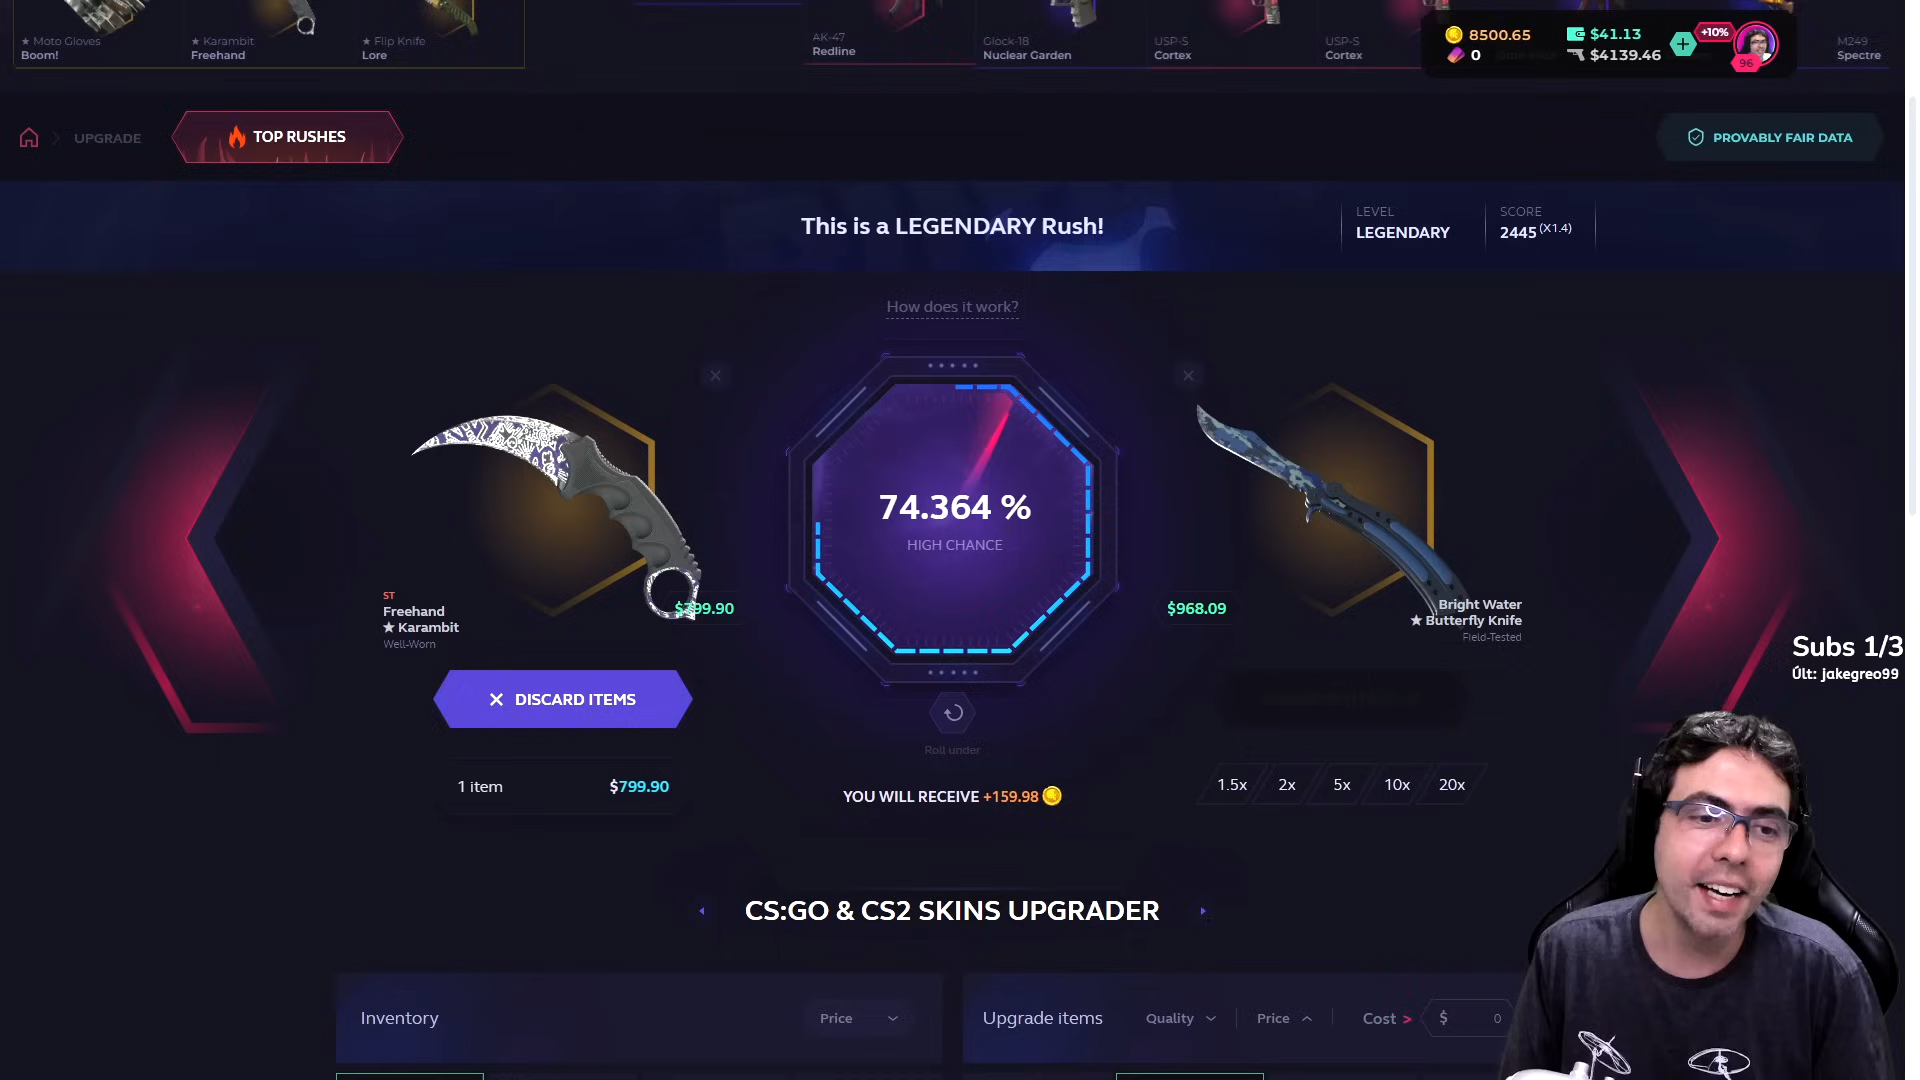 ★ Moto Gloves
Boom!
★ Karambit
Freehand
★ Flip Knife
Lore
AK-47
Redline
Glock-18
Nuclear Garden
USP-S
Cortex
USP-S
Cortex
8500.65
0
$41.13
$4139.46
+10%
96
M249
Spectre
UPGRADE
TOP RUSHES
PROVABLY FAIR DATA
This is a LEGENDARY Rush!
LEVEL
LEGENDARY
SCORE
2445 (X1.4)
How does it work?
74.364 %
HIGH CHANCE
ST
Freehand
★ Karambit
Well-Worn
$799.90
$968.09
Bright Water
★ Butterfly Knife
Field-Tested
Subs 1/3
Últ: jakegreo99
DISCARD ITEMS
Roll under
1 item
$799.90
YOU WILL RECEIVE +159.98
1.5x
2x
5x
10x
20x
CS:GO & CS2 SKINS UPGRADER
Inventory
Price
Upgrade items
Quality
Price
Cost >
$ 0